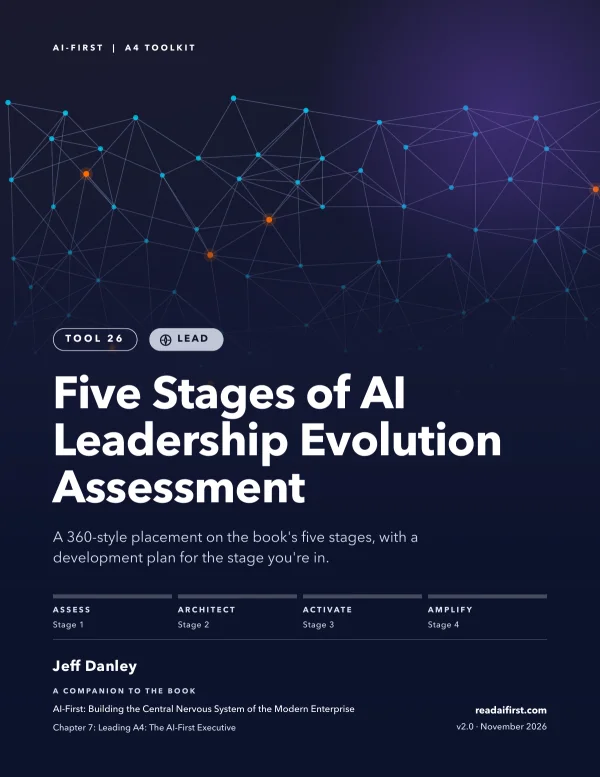 AI-FIRST | A4 TOOLKIT
TOOL 26
LEAD
Five Stages of AI
Leadership Evolution
Assessment
A 360-style placement on the book's five stages, with a
development plan for the stage you're in.
ASSESS
Stage 1
ARCHITECT
Stage 2
ACTIVATE
Stage 3
AMPLIFY
Stage 4
Jeff Danley
A COMPANION TO THE BOOK
AI-First: Building the Central Nervous System of the Modern Enterprise
Chapter 7: Leading A4: The AI-First Executive
readaifirst.com
v2.0 · November 2026